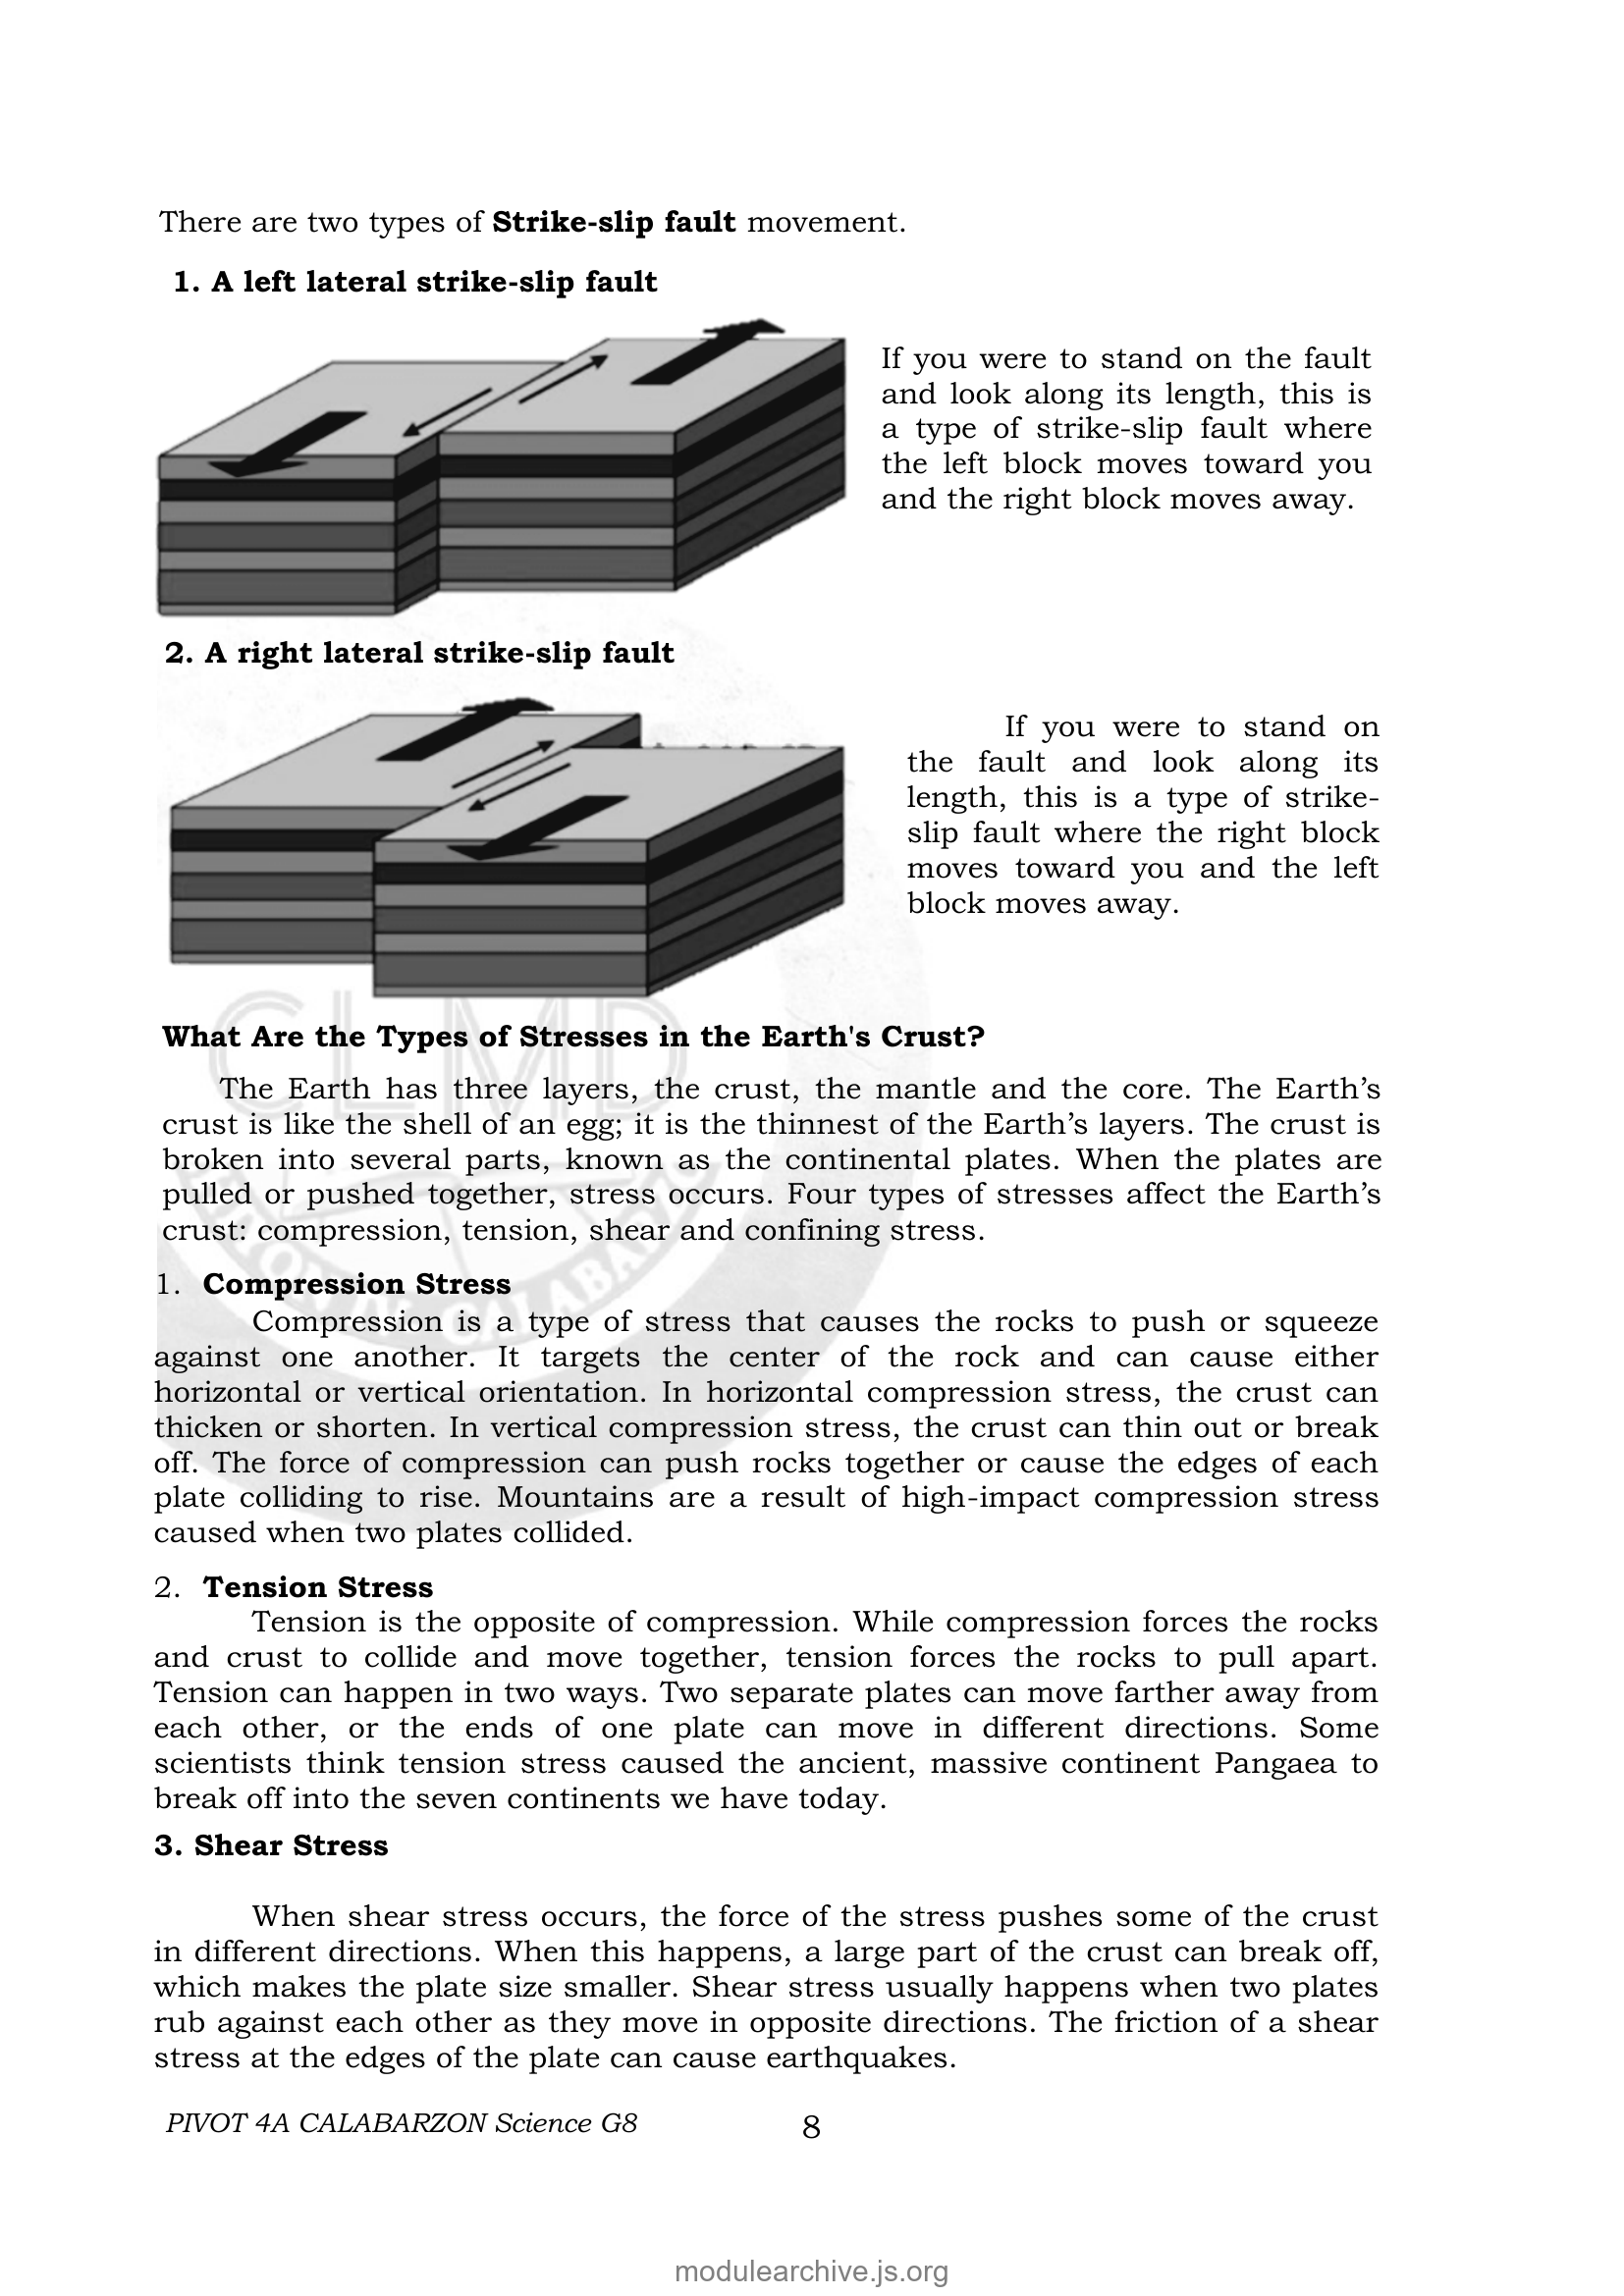 There are two types of Strike-slip fault movement.
1. A left lateral strike-slip fault
If you were to stand on the fault
and look along its length, this is
a type of strike-slip fault where
the left block moves toward you
and the right block moves away.
2. A right lateral strike-slip fault
If you were to stand on
the fault and look along its
length, this is a type of strike-
slip fault where the right block
moves toward you and the left
block moves away.
CLMD
What Are the Types of Stresses in the Earth's Crust?
The Earth has three layers, the crust, the mantle and the core. The Earth’s
crust is like the shell of an egg; it is the thinnest of the Earth’s layers. The crust is
broken into several parts, known as the continental plates. When the plates are
pulled or pushed together, stress occurs. Four types of stresses affect the Earth’s
crust: compression, tension, shear and confining stress.
1. Compression Stress
Compression is a type of stress that causes the rocks to push or squeeze
against one another. It targets the center of the rock and can cause either
horizontal or vertical orientation. In horizontal compression stress, the crust can
thicken or shorten. In vertical compression stress, the crust can thin out or break
off. The force of compression can push rocks together or cause the edges of each
plate colliding to rise. Mountains are a result of high-impact compression stress
caused when two plates collided.
2. Tension Stress
Tension is the opposite of compression. While compression forces the rocks
and crust to collide and move together, tension forces the rocks to pull apart.
Tension can happen in two ways. Two separate plates can move farther away from
each other, or the ends of one plate can move in different directions. Some
scientists think tension stress caused the ancient, massive continent Pangaea to
break off into the seven continents we have today.
3. Shear Stress
When shear stress occurs, the force of the stress pushes some of the crust
in different directions. When this happens, a large part of the crust can break off,
which makes the plate size smaller. Shear stress usually happens when two plates
rub against each other as they move in opposite directions. The friction of a shear
stress at the edges of the plate can cause earthquakes.
PIVOT 4A CALABARZON Science G8
8
modulearchive.js.org